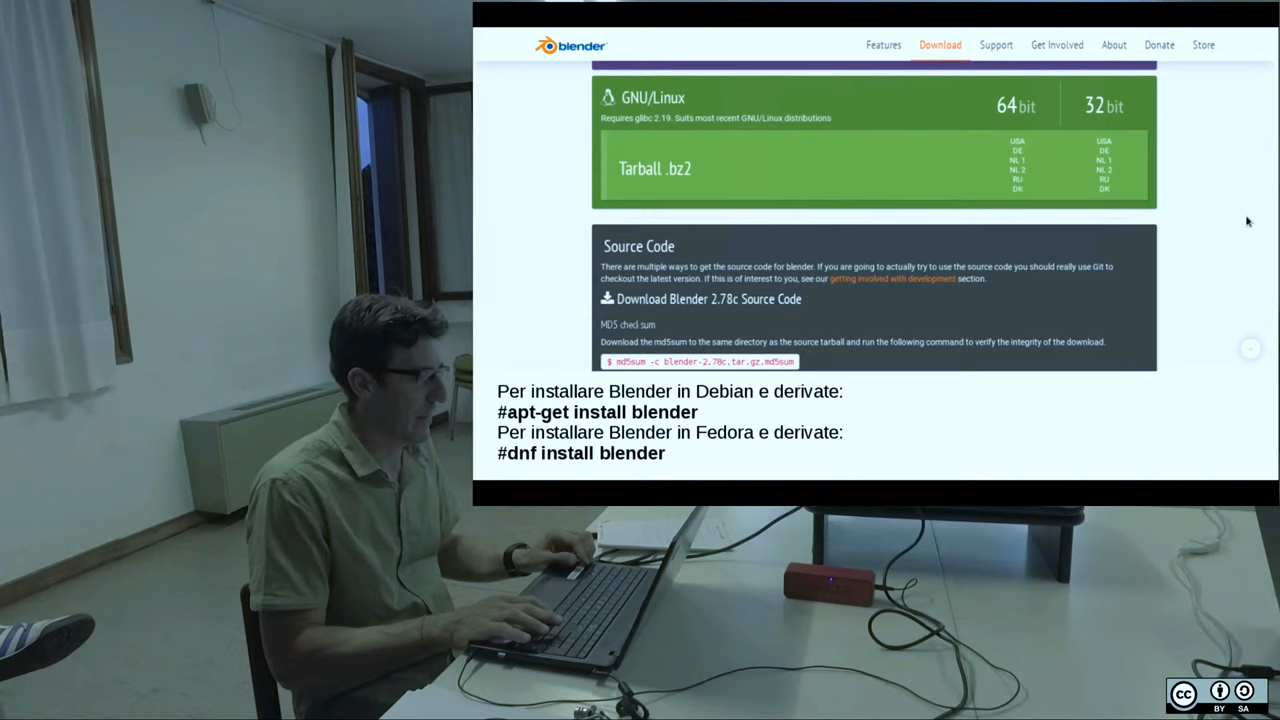 blender
Features Download Support Get Involved About Donate Store
GNU/Linux
64 bit 32 bit
Requires glibc 2.19. Suits most recent GNU/Linux distributions
Tarball .bz2
USA USA
DE DE
NL 1 NL 1
NL 2 NL 2
RU RU
DK DK
Source Code
There are multiple ways to get the source code for blender. If you are going to actually try to use the source code you should really use Git to
checkout the latest version. If this is of interest to you, see our getting involved with development section.
Download Blender 2.78c Source Code
MD5 check sum
Download the md5sum to the same directory as the source tarball and run the following command to verify the integrity of the download.
$ md5sum -c blender-2.78c.tar.gz.md5sum
Per installare Blender in Debian e derivate:
#apt-get install blender
Per installare Blender in Fedora e derivate:
#dnf install blender
cc
BY SA